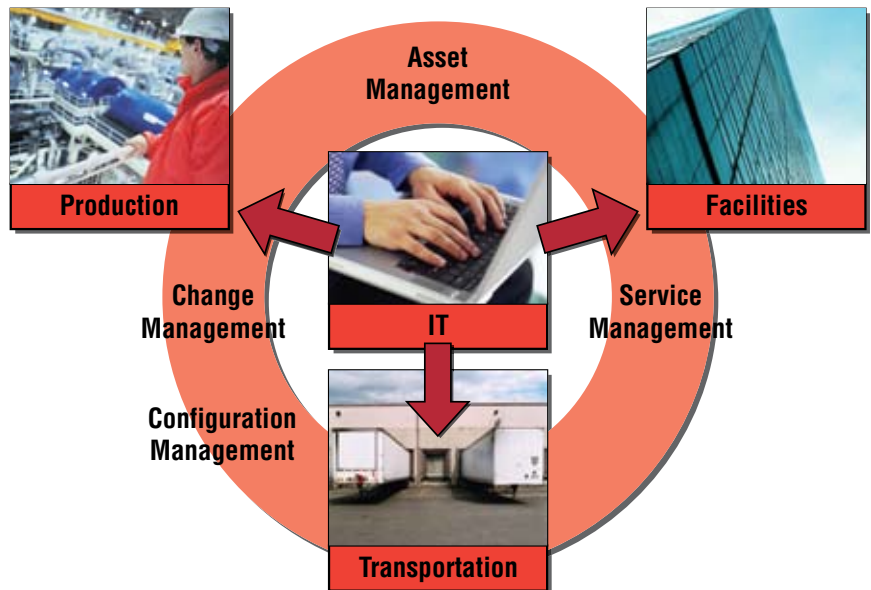 Asset
Management
Production
Facilities
Change
Management
IT
Service
Management
Configuration
Management
Transportation